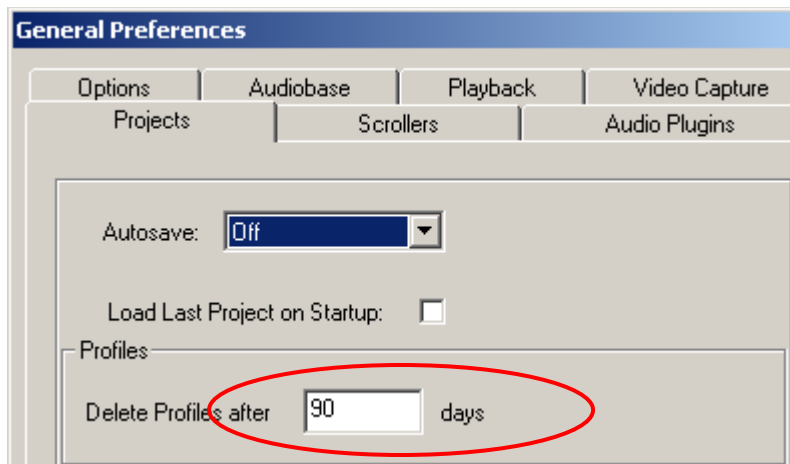 General Preferences
Options Audiobase Playback Video Capture
Projects Scrollers Audio Plugins
Autosave: Off
Load Last Project on Startup:
Profiles
Delete Profiles after 90 days